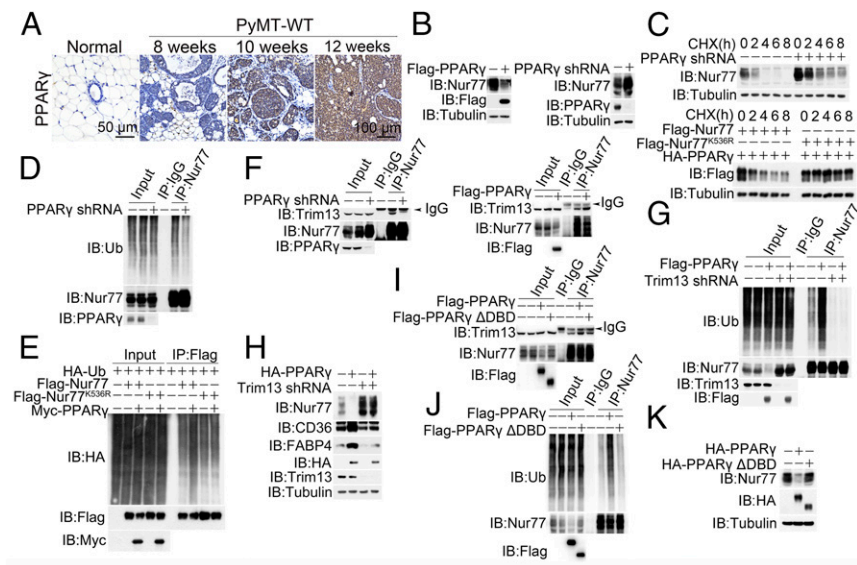 A
PyMT-WT
Normal
8 weeks
10 weeks
12 weeks
PPARγ
50 μm
100 μm
B
Flag-PPARγ − +
IB:Nur77
IB:Flag
IB:Tubulin
PPARγ shRNA − +
IB:Nur77
IB:PPARγ
IB:Tubulin
C
CHX(h) 0 2 4 6 8 0 2 4 6 8
PPARγ shRNA − − − − − + + + + +
IB:Nur77
IB:Tubulin
CHX(h) 0 2 4 6 8 0 2 4 6 8
Flag-Nur77 + + + + + − − − − −
Flag-Nur77K536R − − − − − + + + + +
HA-PPARγ + + + + + + + + + +
IB:Flag
IB:Tubulin
D
Input
IP:IgG
IP:Nur77
PPARγ shRNA
IB:Ub
IB:Nur77
IB:PPARγ
E
Input
IP:Flag
HA-Ub
Flag-Nur77
Flag-Nur77K536R
Myc-PPARγ
IB:HA
IB:Flag
IB:Myc
F
Input
IP:IgG
IP:Nur77
PPARγ shRNA
IB:Trim13
IgG
IB:Nur77
IB:PPARγ
Input
IP:IgG
IP:Nur77
Flag-PPARγ
IB:Trim13
IgG
IB:Nur77
IB:Flag
G
Input
IP:IgG
IP:Nur77
Flag-PPARγ
Trim13 shRNA
IB:Ub
IB:Nur77
IB:Trim13
IB:Flag
H
HA-PPARγ − + − +
Trim13 shRNA − − + +
IB:Nur77
IB:CD36
IB:FABP4
IB:HA
IB:Trim13
IB:Tubulin
I
Input
IP:IgG
IP:Nur77
Flag-PPARγ
Flag-PPARγ ΔDBD
IB:Trim13
IgG
IB:Nur77
IB:Flag
J
Input
IP:IgG
IP:Nur77
Flag-PPARγ
Flag-PPARγ ΔDBD
IB:Ub
IB:Nur77
IB:Flag
K
HA-PPARγ − + −
HA-PPARγ ΔDBD − − +
IB:Nur77
IB:HA
IB:Tubulin